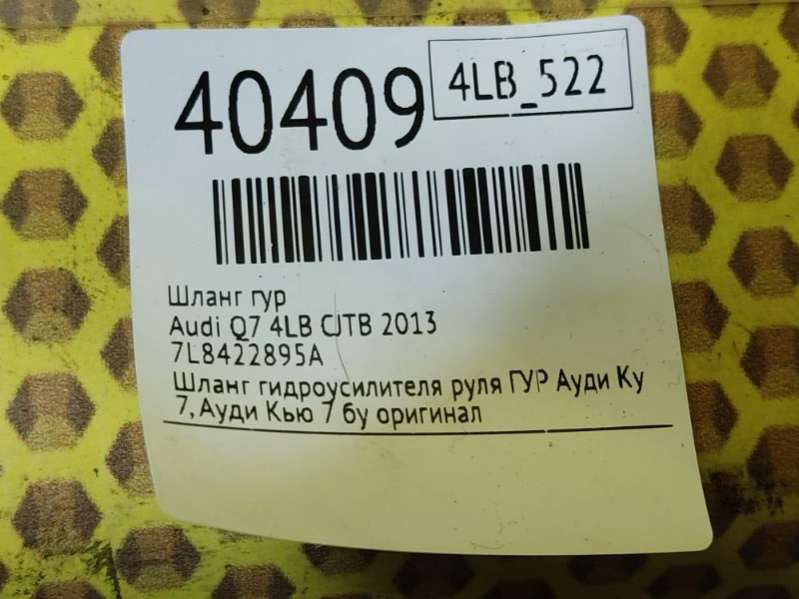 40409
4LB_522
Шланг гур
Audi Q7 4LB CJTB 2013
7L8422895A
Шланг гидроусилителя руля ГУР Ауди Ку
7, Ауди Кью 7 бу оригинал